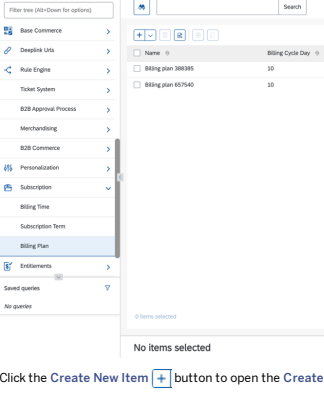 Filter tree (Alt+Down for options)
Base Commerce
Deeplink Urls
Rule Engine
Ticket System
B2B Approval Process
Merchandising
B2B Commerce
Personalization
Subscription
Billing Time
Subscription Term
Billing Plan
Entitlements
Saved queries
No queries
Search
Name
Billing Cycle Day
Billing plan 388385
10
Billing plan 657540
10
0 items selected
No items selected
Click the Create New Item + button to open the Create